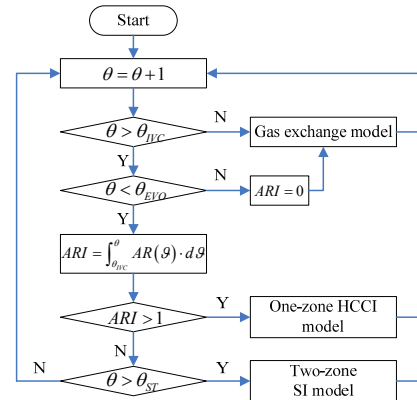 Start
θ = θ + 1
θ > θ_IVC
N
Gas exchange model
Y
θ < θ_EVO
N
ARI = 0
Y
ARI = ∫_{θ_IVC}^{θ} AR(ϑ) · dϑ
ARI > 1
Y
One-zone HCCI
model
N
N
θ > θ_ST
Y
Two-zone
SI model